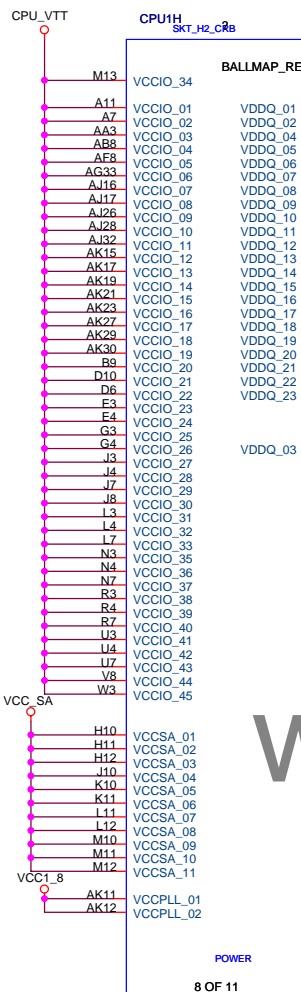 CPU_VTT
CPU1H
SKT_H2_CRB
BALLMAP_RE
M13 VCCIO_34
A11 VCCIO_01 VDDQ_01
A7 VCCIO_02 VDDQ_02
AA3 VCCIO_03 VDDQ_04
AB8 VCCIO_04 VDDQ_05
AF8 VCCIO_05 VDDQ_06
AG33 VCCIO_06 VDDQ_07
AJ16 VCCIO_07 VDDQ_08
AJ17 VCCIO_08 VDDQ_09
AJ26 VCCIO_09 VDDQ_10
AJ28 VCCIO_10 VDDQ_11
AJ32 VCCIO_11 VDDQ_12
AK15 VCCIO_12 VDDQ_13
AK17 VCCIO_13 VDDQ_14
AK19 VCCIO_14 VDDQ_15
AK21 VCCIO_15 VDDQ_16
AK23 VCCIO_16 VDDQ_17
AK27 VCCIO_17 VDDQ_18
AK29 VCCIO_18 VDDQ_19
AK30 VCCIO_19 VDDQ_20
B9 VCCIO_20 VDDQ_21
D10 VCCIO_21 VDDQ_22
D6 VCCIO_22 VDDQ_23
E3 VCCIO_23
E4 VCCIO_24
G3 VCCIO_25
G4 VCCIO_26 VDDQ_03
J3 VCCIO_27
J4 VCCIO_28
J7 VCCIO_29
J8 VCCIO_30
L3 VCCIO_31
L4 VCCIO_32
L7 VCCIO_33
N3 VCCIO_35
N4 VCCIO_36
N7 VCCIO_37
R3 VCCIO_38
R4 VCCIO_39
R7 VCCIO_40
U3 VCCIO_41
U4 VCCIO_42
U7 VCCIO_43
V8 VCCIO_44
W3 VCCIO_45
VCC_SA
H10 VCCSA_01
H11 VCCSA_02
H12 VCCSA_03
J10 VCCSA_04
K10 VCCSA_05
K11 VCCSA_06
L11 VCCSA_07
L12 VCCSA_08
M10 VCCSA_09
M11 VCCSA_10
M12 VCCSA_11
VCC1_8
AK11 VCCPLL_01
AK12 VCCPLL_02
POWER
8 OF 11